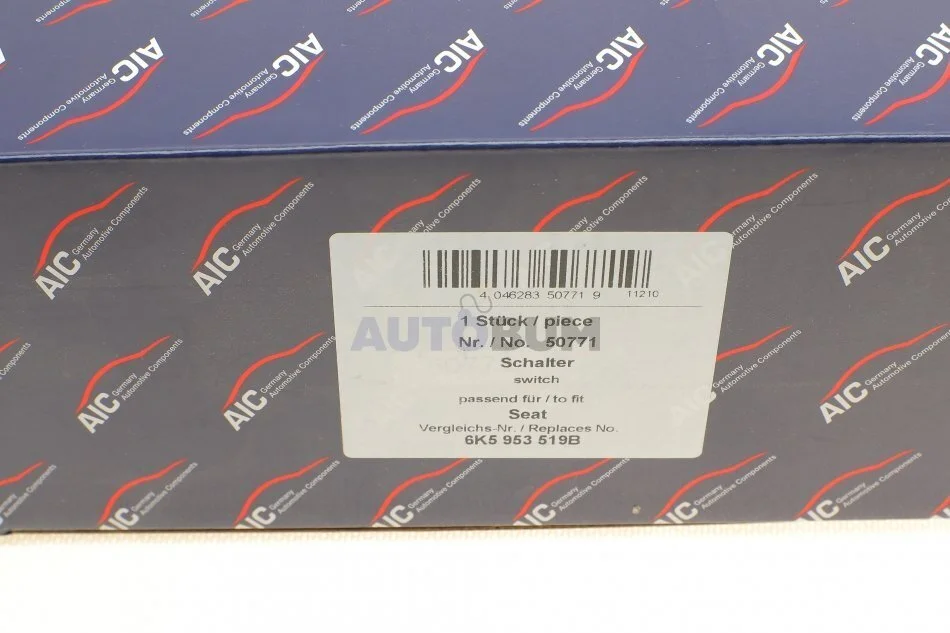 AIC Germany Automotive Components
4 046283 50771 9 11210
AUTOBUM
1 Stück / piece
Nr. / No. 50771
Schalter
switch
passend für / to fit
Seat
Vergleichs-Nr. / Replaces No.
6K5 953 519B